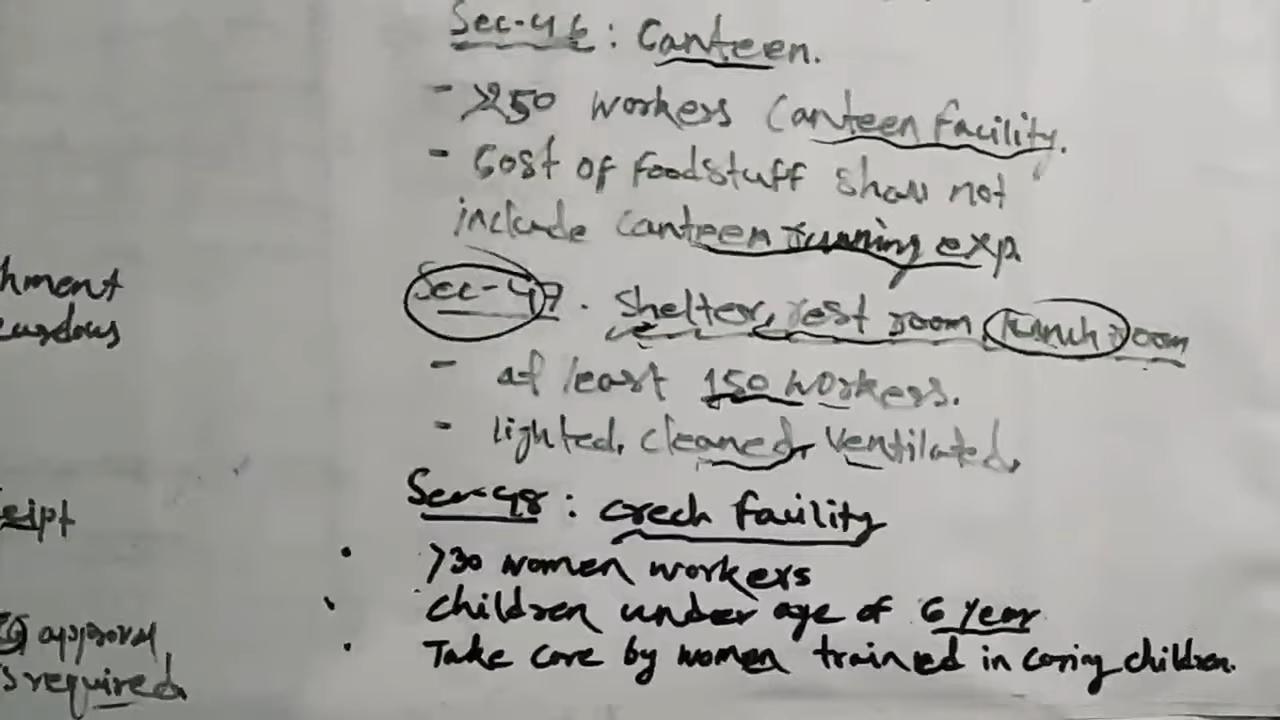 Sec-46: Canteen.
- >250 workers Canteen facility.
- Cost of foodstuff shall not
include canteen running exp.
Sec-47. Shelter, rest room, lunch room
- at least 150 workers.
- lighted, cleaned, ventilated.
Sec-48: Crech facility
• >30 women workers
• children under age of 6 year
• Take care by women trained in caring children.
hment
eipt
approval
s required.